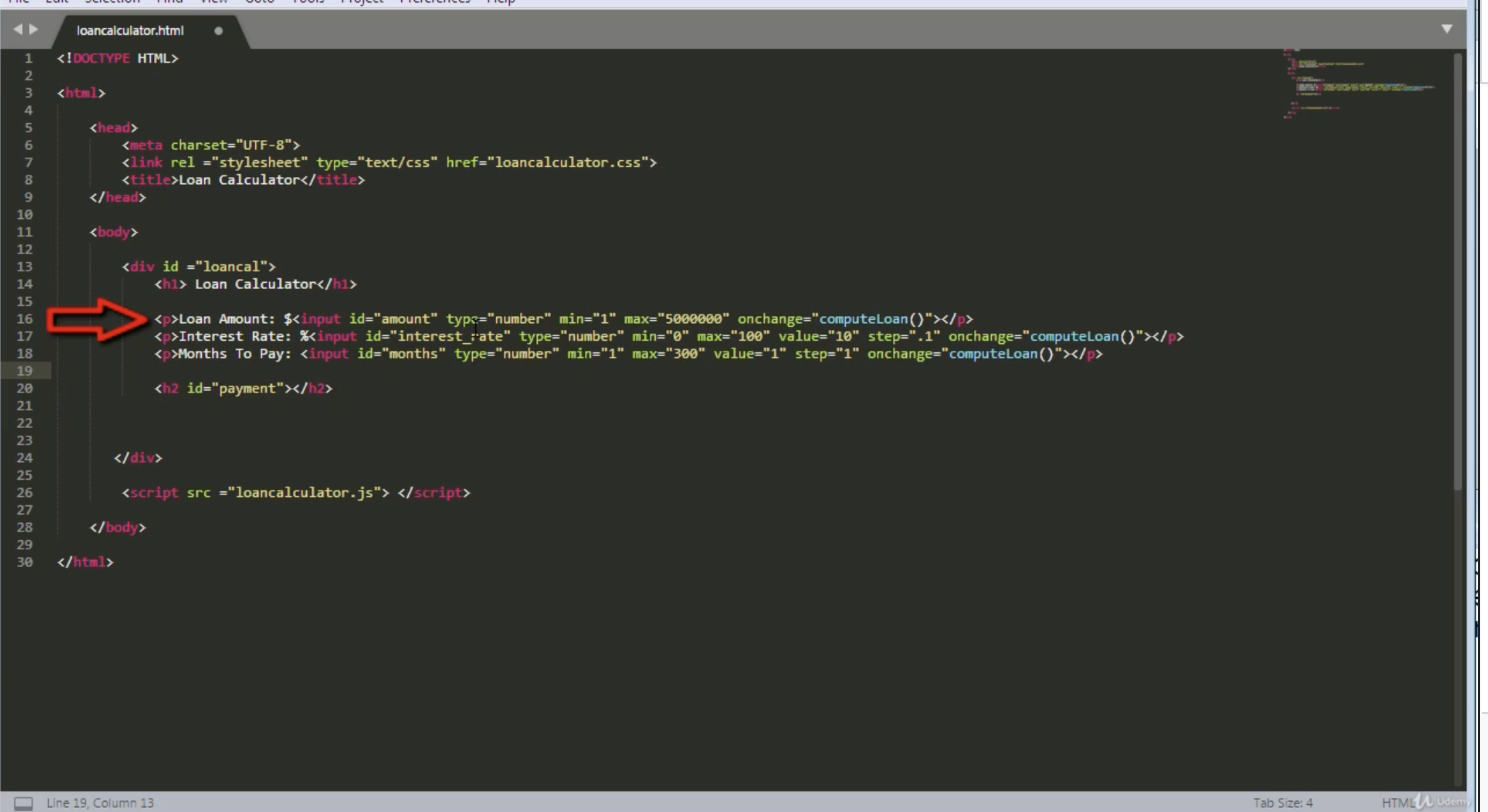 File Edit Selection Find View Goto Tools Project Preferences Help
loancalculator.html
1 <!DOCTYPE HTML>
2
3 <html>
4
5 <head>
6 <meta charset="UTF-8">
7 <link rel ="stylesheet" type="text/css" href="loancalculator.css">
8 <title>Loan Calculator</title>
9 </head>
10
11 <body>
12
13 <div id ="loancal">
14 <h1> Loan Calculator</h1>
15
16 <p>Loan Amount: $<input id="amount" type="number" min="1" max="5000000" onchange="computeLoan()"></p>
17 <p>Interest Rate: %<input id="interest_rate" type="number" min="0" max="100" value="10" step=".1" onchange="computeLoan()"></p>
18 <p>Months To Pay: <input id="months" type="number" min="1" max="300" value="1" step="1" onchange="computeLoan()"></p>
19
20 <h2 id="payment"></h2>
21
22
23
24 </div>
25
26 <script src ="loancalculator.js"> </script>
27
28 </body>
29
30 </html>
Line 19, Column 13 Tab Size: 4 HTML Udemy